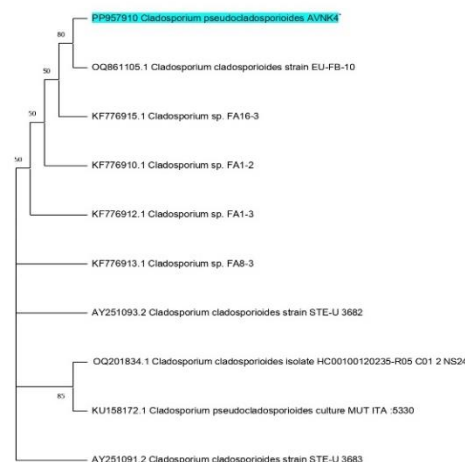 PP957910 Cladosporium pseudocladosporioides AVNK4
80
OQ861105.1 Cladosporium cladosporioides strain EU-FB-10
50
KF776915.1 Cladosporium sp. FA16-3
50
KF776910.1 Cladosporium sp. FA1-2
50
KF776912.1 Cladosporium sp. FA1-3
KF776913.1 Cladosporium sp. FA8-3
AY251093.2 Cladosporium cladosporioides strain STE-U 3682
OQ201834.1 Cladosporium cladosporioides isolate HC00100120235-R05 C01 2 NS24
85
KU158172.1 Cladosporium pseudocladosporioides culture MUT ITA :5330
AY251091.2 Cladosporium cladosporioides strain STE-U 3683